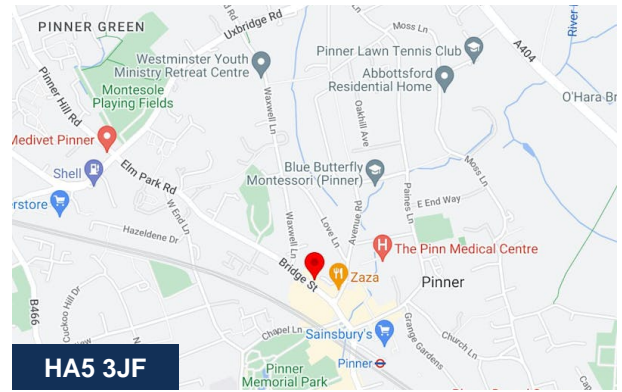 PINNER GREEN
Uxbridge Rd
Moss Ln
River
A404
Pinner Hill Rd
Westminster Youth
Ministry Retreat Centre
Pinner Lawn Tennis Club
Abbottsford
Residential Home
O'Hara Br
Montesole
Playing Fields
Waxwell Ln
Oakhill Ave
Medivet Pinner
Moss Ln
Shell
Elm Park Rd
Blue Butterfly
Montessori (Pinner)
Paines Ln
E End Way
erstore
W End Ln
Hazeldene Dr
Waxwell Ln
Love Ln
Avenue Rd
The Pinn Medical Centre
Bridge St
Zaza
Pinner
B466
Cuckoo Hill Dr
Chapel Ln
Sainsbury's
Grange Gardens
Church Ln
Pinner
Pinner
Memorial Park
HA5 3JF